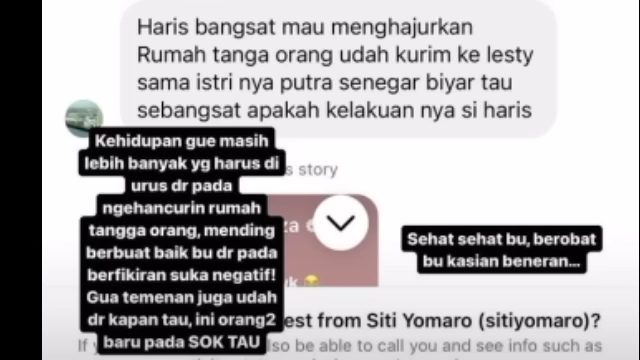 Haris bangsat mau menghajurkan
Rumah tanga orang udah kurim ke lesty
sama istri nya putra senegar biyar tau
sebangsat apakah kelakuan nya si haris
s story
Kehidupan gue masih
lebih banyak yg harus di
urus dr pada
ngehancurin rumah
tangga orang, mending
berbuat baik bu dr pada
berfikiran suka negatif!
Gua temenan juga udah
dr kapan tau, ini orang2
baru pada SOK TAU
za
Sehat sehat bu, berobat
bu kasian beneran...
k 😭
est from Siti Yomaro (sitiyomaro)?
If
lso be able to call you and see info such as